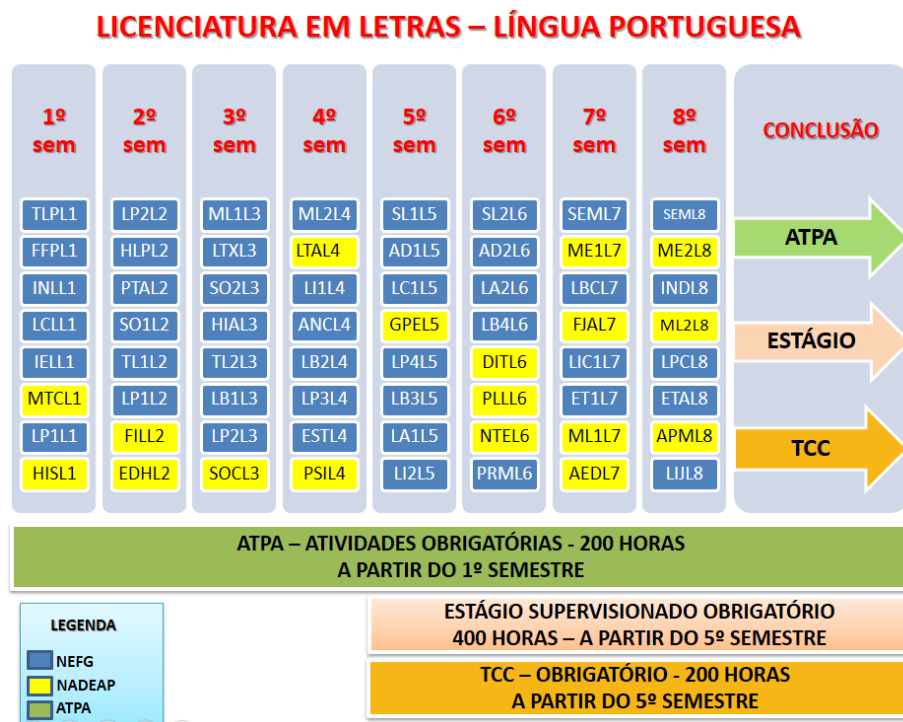 LICENCIATURA EM LETRAS – LÍNGUA PORTUGUESA
1º sem 2º sem 3º sem 4º sem 5º sem 6º sem 7º sem 8º sem CONCLUSÃO
TLPL1 LP2L2 ML1L3 ML2L4 SL1L5 SL2L6 SEML7 SEML8
FFPL1 HLPL2 LTXL3 LTAL4 AD1L5 AD2L6 ME1L7 ME2L8 ATPA
INLL1 PTAL2 SO2L3 LI1L4 LC1L5 LA2L6 LBCL7 INDL8
LCLL1 SO1L2 HIAL3 ANCL4 GPEL5 LB4L6 FJAL7 ML2L8 ESTÁGIO
IELL1 TL1L2 TL2L3 LB2L4 LP4L5 DITL6 LIC1L7 LPCL8
MTCL1 LP1L2 LB1L3 LP3L4 LB3L5 PLLL6 ET1L7 ETAL8
LP1L1 FILL2 LP2L3 ESTL4 LA1L5 NTEL6 ML1L7 APML8 TCC
HISL1 EDHL2 SOCL3 PSIL4 LI2L5 PRML6 AEDL7 LIJL8
ATPA – ATIVIDADES OBRIGATÓRIAS - 200 HORAS
A PARTIR DO 1º SEMESTRE
ESTÁGIO SUPERVISIONADO OBRIGATÓRIO
400 HORAS – A PARTIR DO 5º SEMESTRE
TCC – OBRIGATÓRIO - 200 HORAS
A PARTIR DO 5º SEMESTRE
LEGENDA
NEFG
NADEAP
ATPA